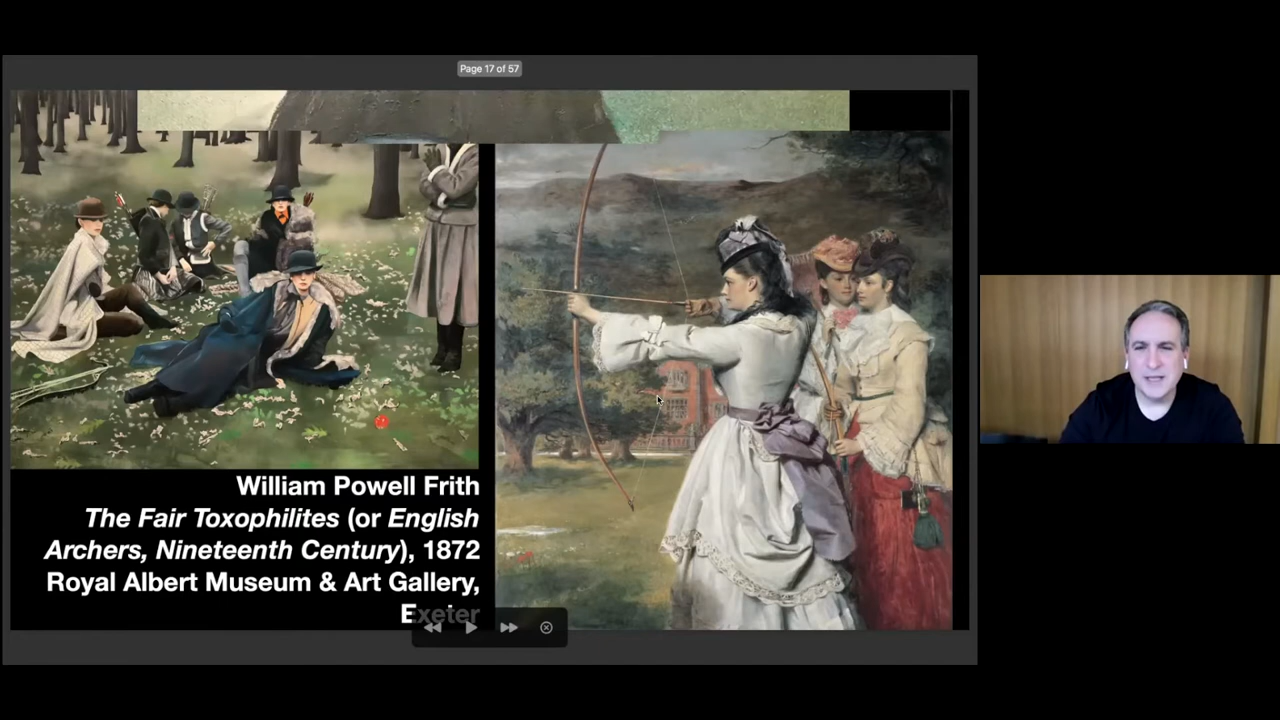 Page 17 of 57
William Powell Frith
The Fair Toxophilites (or English
Archers, Nineteenth Century), 1872
Royal Albert Museum & Art Gallery,
Exeter